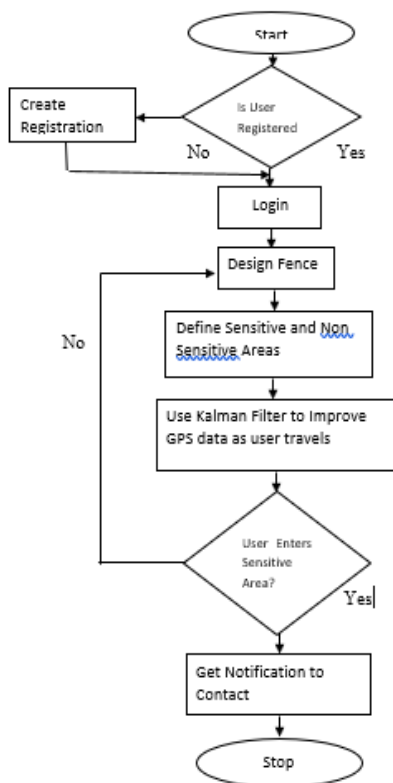 Start
Is User
Registered
Create
Registration
No
Yes
Login
Design Fence
Define Sensitive and Non
Sensitive Areas
No
Use Kalman Filter to Improve
GPS data as user travels
User Enters
Sensitive
Area?
Yes
Get Notification to
Contact
Stop